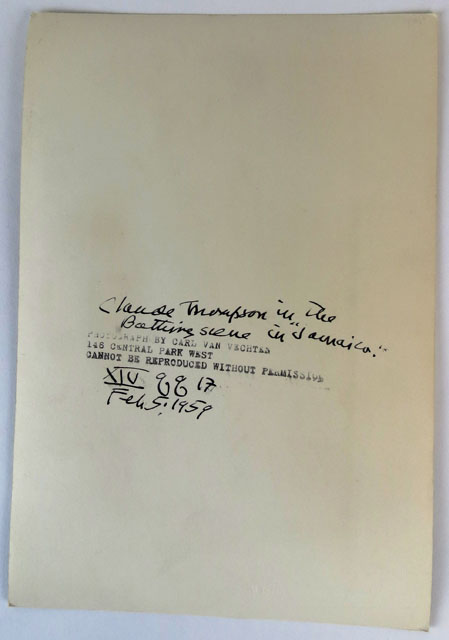 Claude Thompson in the
Bathing scene in "Jamaica."
PHOTOGRAPH BY CARL VAN VECHTEN
146 CENTRAL PARK WEST
CANNOT BE REPRODUCED WITHOUT PERMISSION
XIV gg 17
Feb 5, 1959